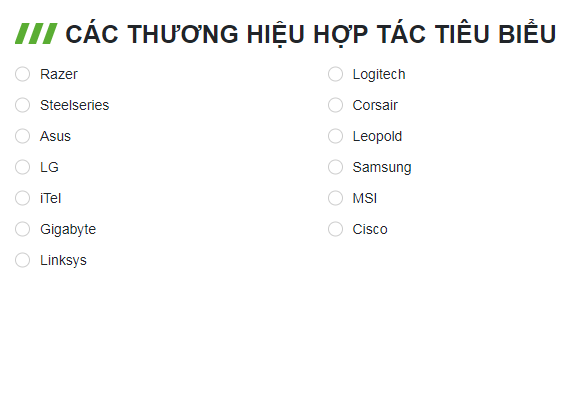 CÁC THƯƠNG HIỆU HỢP TÁC TIÊU BIỂU
Razer
Logitech
Steelseries
Corsair
Asus
Leopold
LG
Samsung
iTel
MSI
Gigabyte
Cisco
Linksys